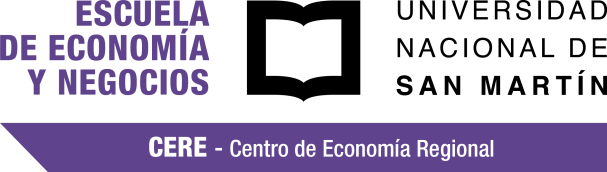 ESCUELA
DE ECONOMÍA
Y NEGOCIOS
UNIVERSIDAD
NACIONAL DE
SAN MARTÍN
CERE - Centro de Economía Regional